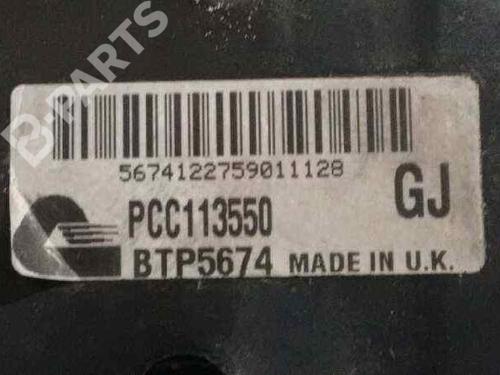 B-PARTS
5674122759011128
PCC113550
GJ
BTP5674 MADE IN U.K.